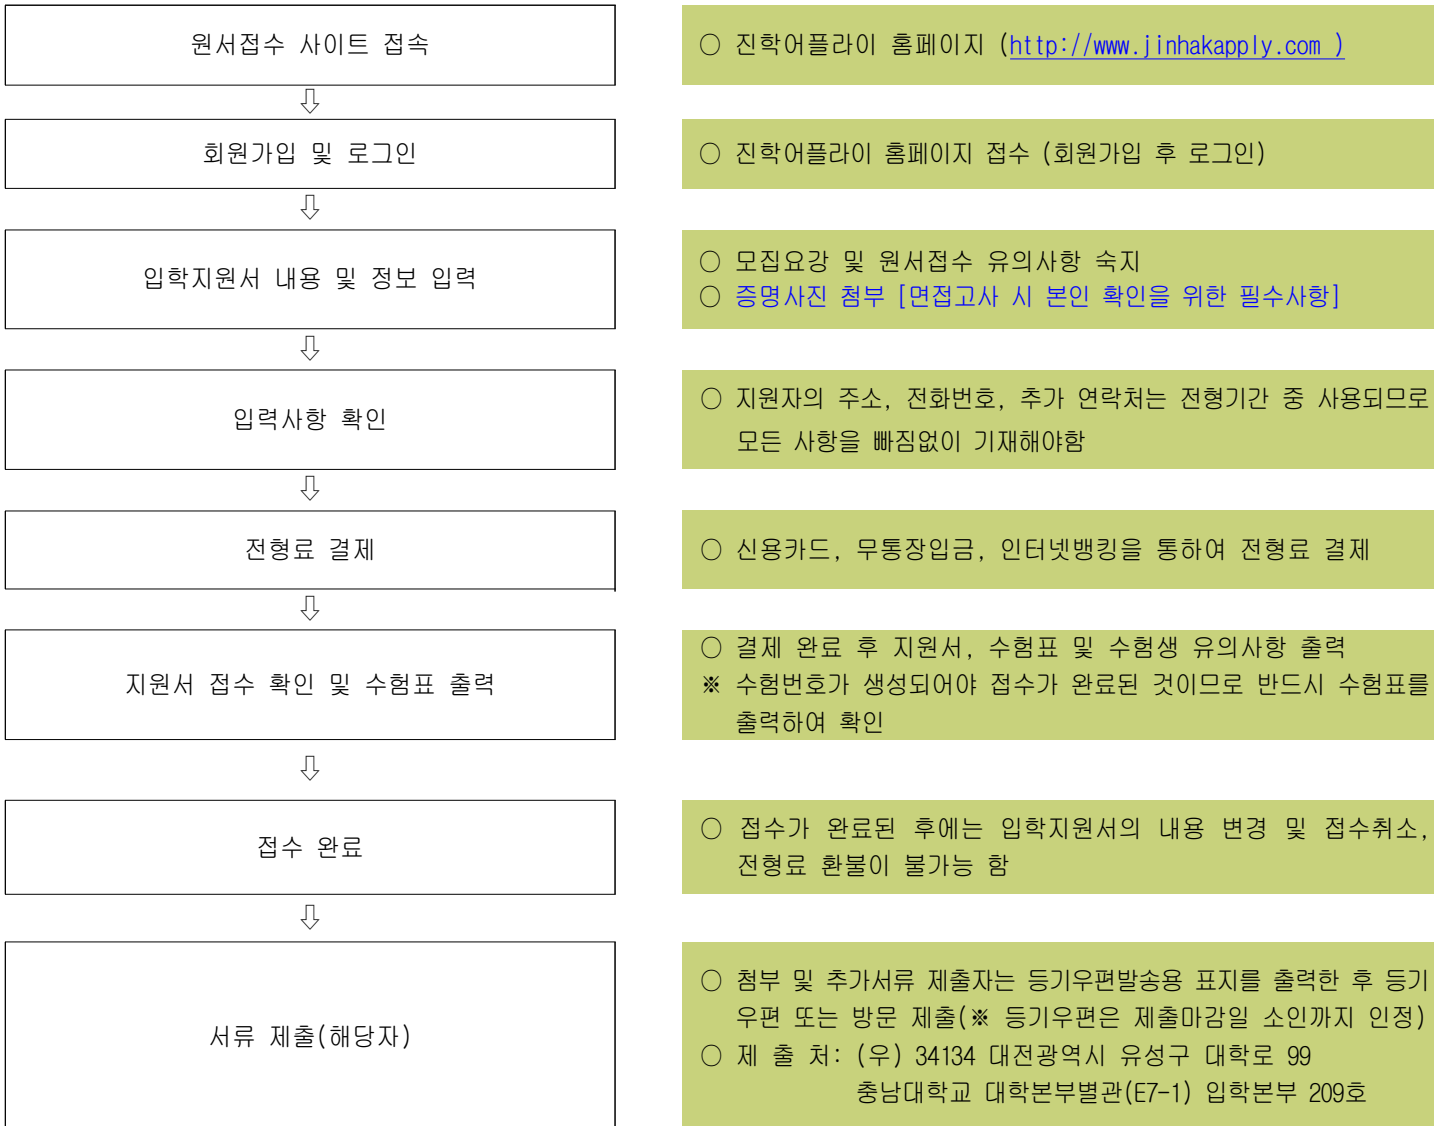 원서접수 사이트 접속
○ 진학어플라이 홈페이지 (http://www.jinhakapply.com )
⇩
회원가입 및 로그인
○ 진학어플라이 홈페이지 접수 (회원가입 후 로그인)
⇩
입학지원서 내용 및 정보 입력
○ 모집요강 및 원서접수 유의사항 숙지
○ 증명사진 첨부 [면접고사 시 본인 확인을 위한 필수사항]
⇩
입력사항 확인
○ 지원자의 주소, 전화번호, 추가 연락처는 전형기간 중 사용되므로
모든 사항을 빠짐없이 기재해야함
⇩
전형료 결제
○ 신용카드, 무통장입금, 인터넷뱅킹을 통하여 전형료 결제
⇩
지원서 접수 확인 및 수험표 출력
○ 결제 완료 후 지원서, 수험표 및 수험생 유의사항 출력
※ 수험번호가 생성되어야 접수가 완료된 것이므로 반드시 수험표를
출력하여 확인
⇩
접수 완료
○ 접수가 완료된 후에는 입학지원서의 내용 변경 및 접수취소,
전형료 환불이 불가능 함
⇩
서류 제출(해당자)
○ 첨부 및 추가서류 제출자는 등기우편발송용 표지를 출력한 후 등기
우편 또는 방문 제출(※ 등기우편은 제출마감일 소인까지 인정)
○ 제 출 처: (우) 34134 대전광역시 유성구 대학로 99
충남대학교 대학본부별관(E7-1) 입학본부 209호